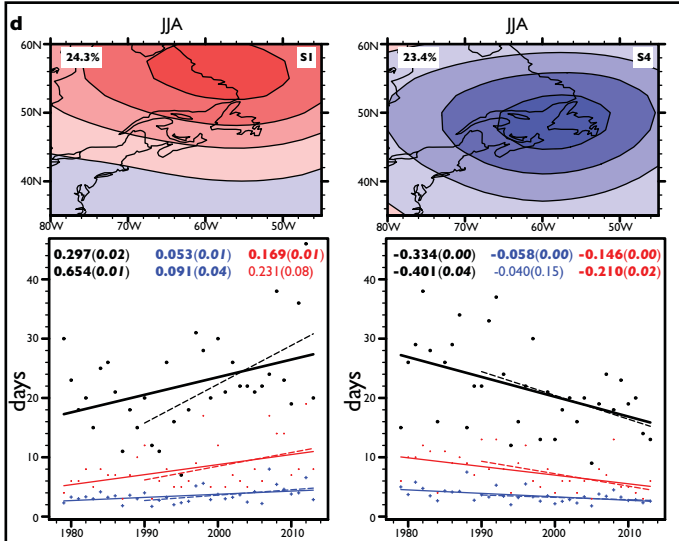 d
JJA
JJA
60N
24.3%
S1
50N
40N
80W
70W
60W
50W
60N
23.4%
S4
50N
40N
80W
70W
60W
50W
0.297(0.02) 0.053(0.01) 0.169(0.01)
0.654(0.01) 0.091(0.04) 0.231(0.08)
40
30
20
10
0
days
1980 1990 2000 2010
-0.334(0.00) -0.058(0.00) -0.146(0.00)
-0.401(0.04) -0.040(0.15) -0.210(0.02)
40
30
20
10
0
days
1980 1990 2000 2010